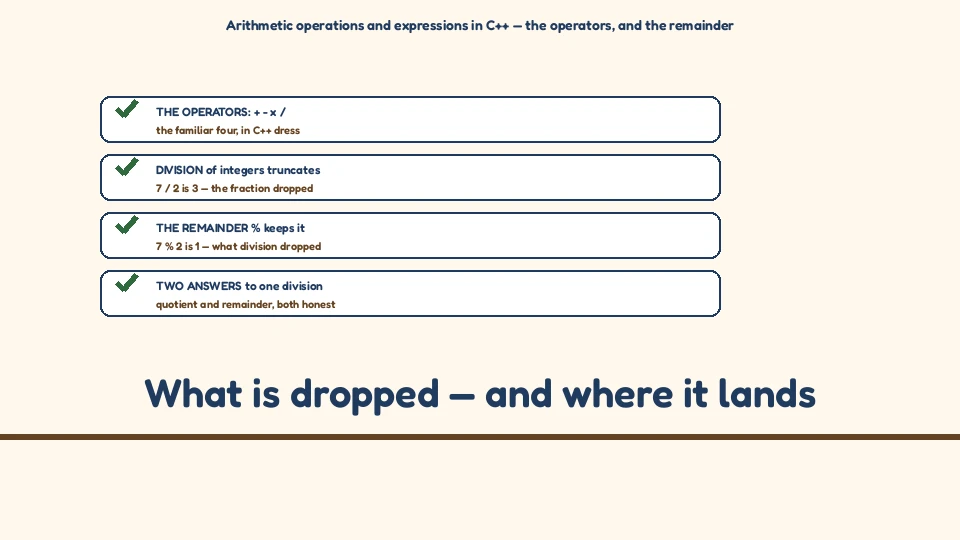 Arithmetic operations and expressions in C++ — the operators, and the remainder
THE OPERATORS: + - x /
the familiar four, in C++ dress
DIVISION of integers truncates
7 / 2 is 3 — the fraction dropped
THE REMAINDER % keeps it
7 % 2 is 1 — what division dropped
TWO ANSWERS to one division
quotient and remainder, both honest
What is dropped — and where it lands